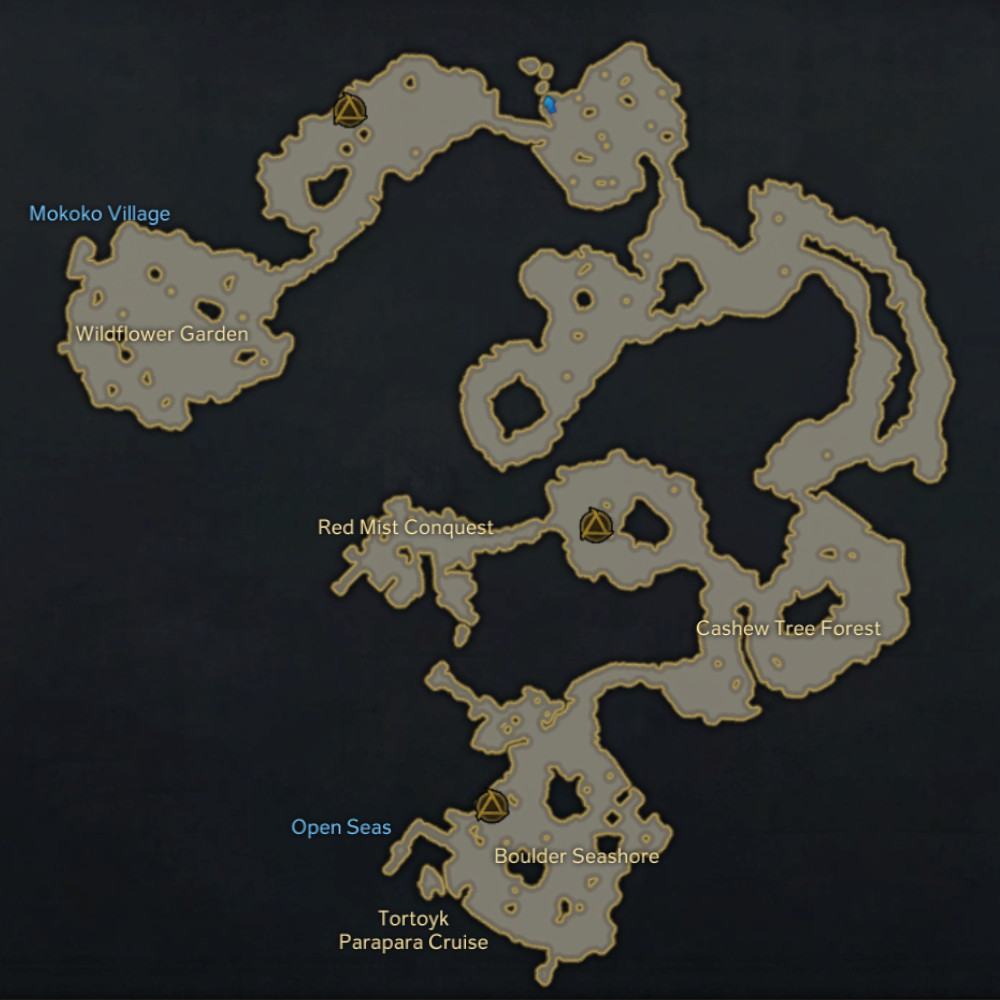 Mokoko Village
Wildflower Garden
Red Mist Conquest
Cashew Tree Forest
Open Seas
Boulder Seashore
Tortoyk
Parapara Cruise